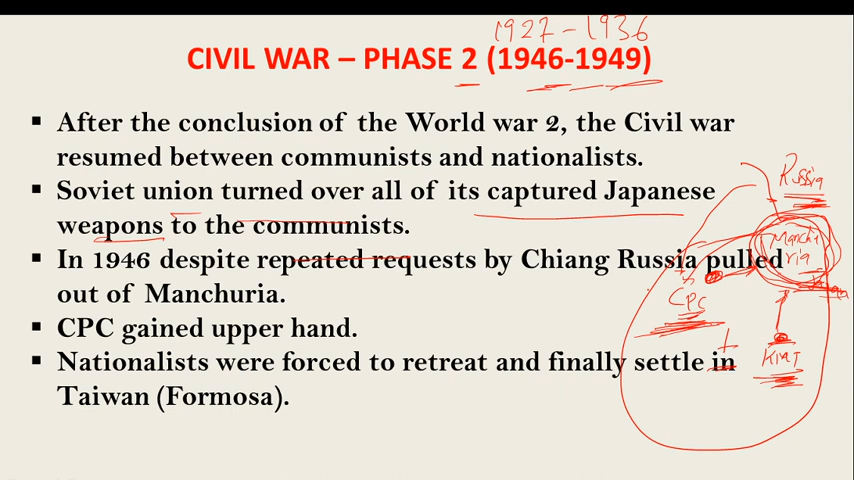 1927 - 1936
CIVIL WAR – PHASE 2 (1946-1949)
▪ After the conclusion of the World war 2, the Civil war
resumed between communists and nationalists.
▪ Soviet union turned over all of its captured Japanese
weapons to the communists.
▪ In 1946 despite repeated requests by Chiang Russia pulled
out of Manchuria.
▪ CPC gained upper hand.
▪ Nationalists were forced to retreat and finally settle in
Taiwan (Formosa).
Russia
Manchu
ria
CPC
KMT